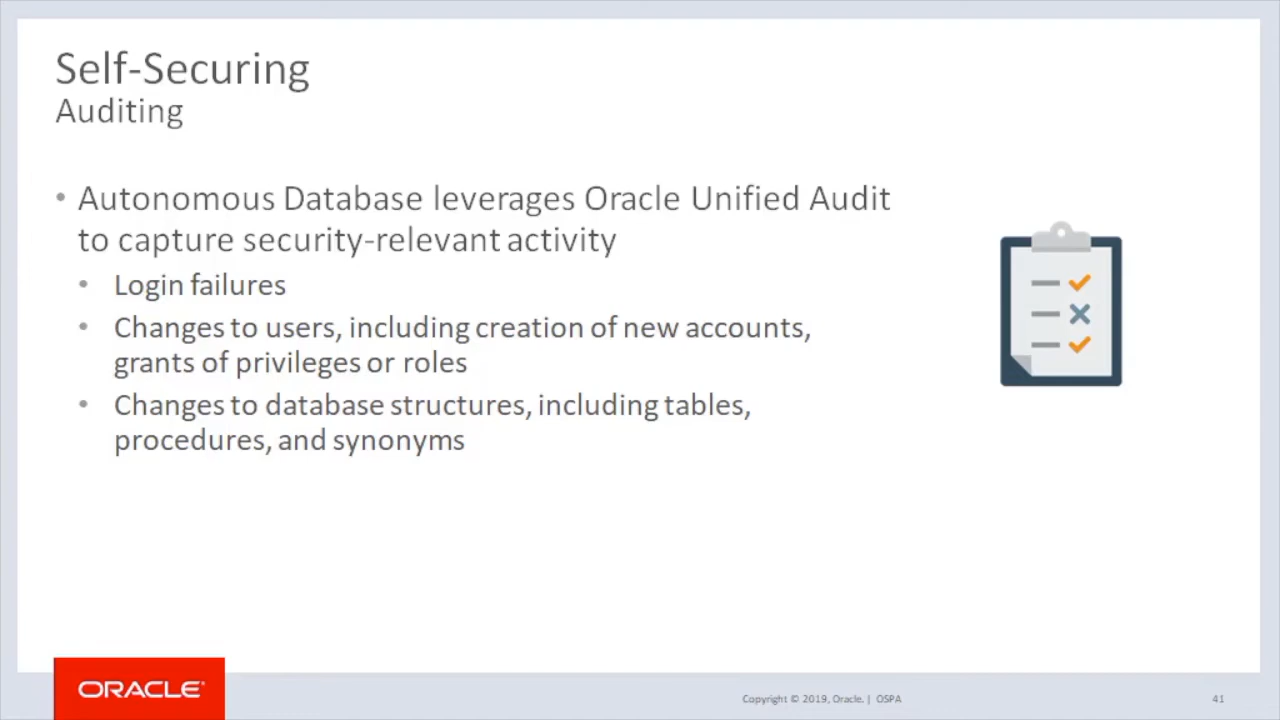 Self-Securing
Auditing
• Autonomous Database leverages Oracle Unified Audit
to capture security-relevant activity
• Login failures
• Changes to users, including creation of new accounts,
grants of privileges or roles
• Changes to database structures, including tables,
procedures, and synonyms
ORACLE®
Copyright © 2019, Oracle. | OSPA
41